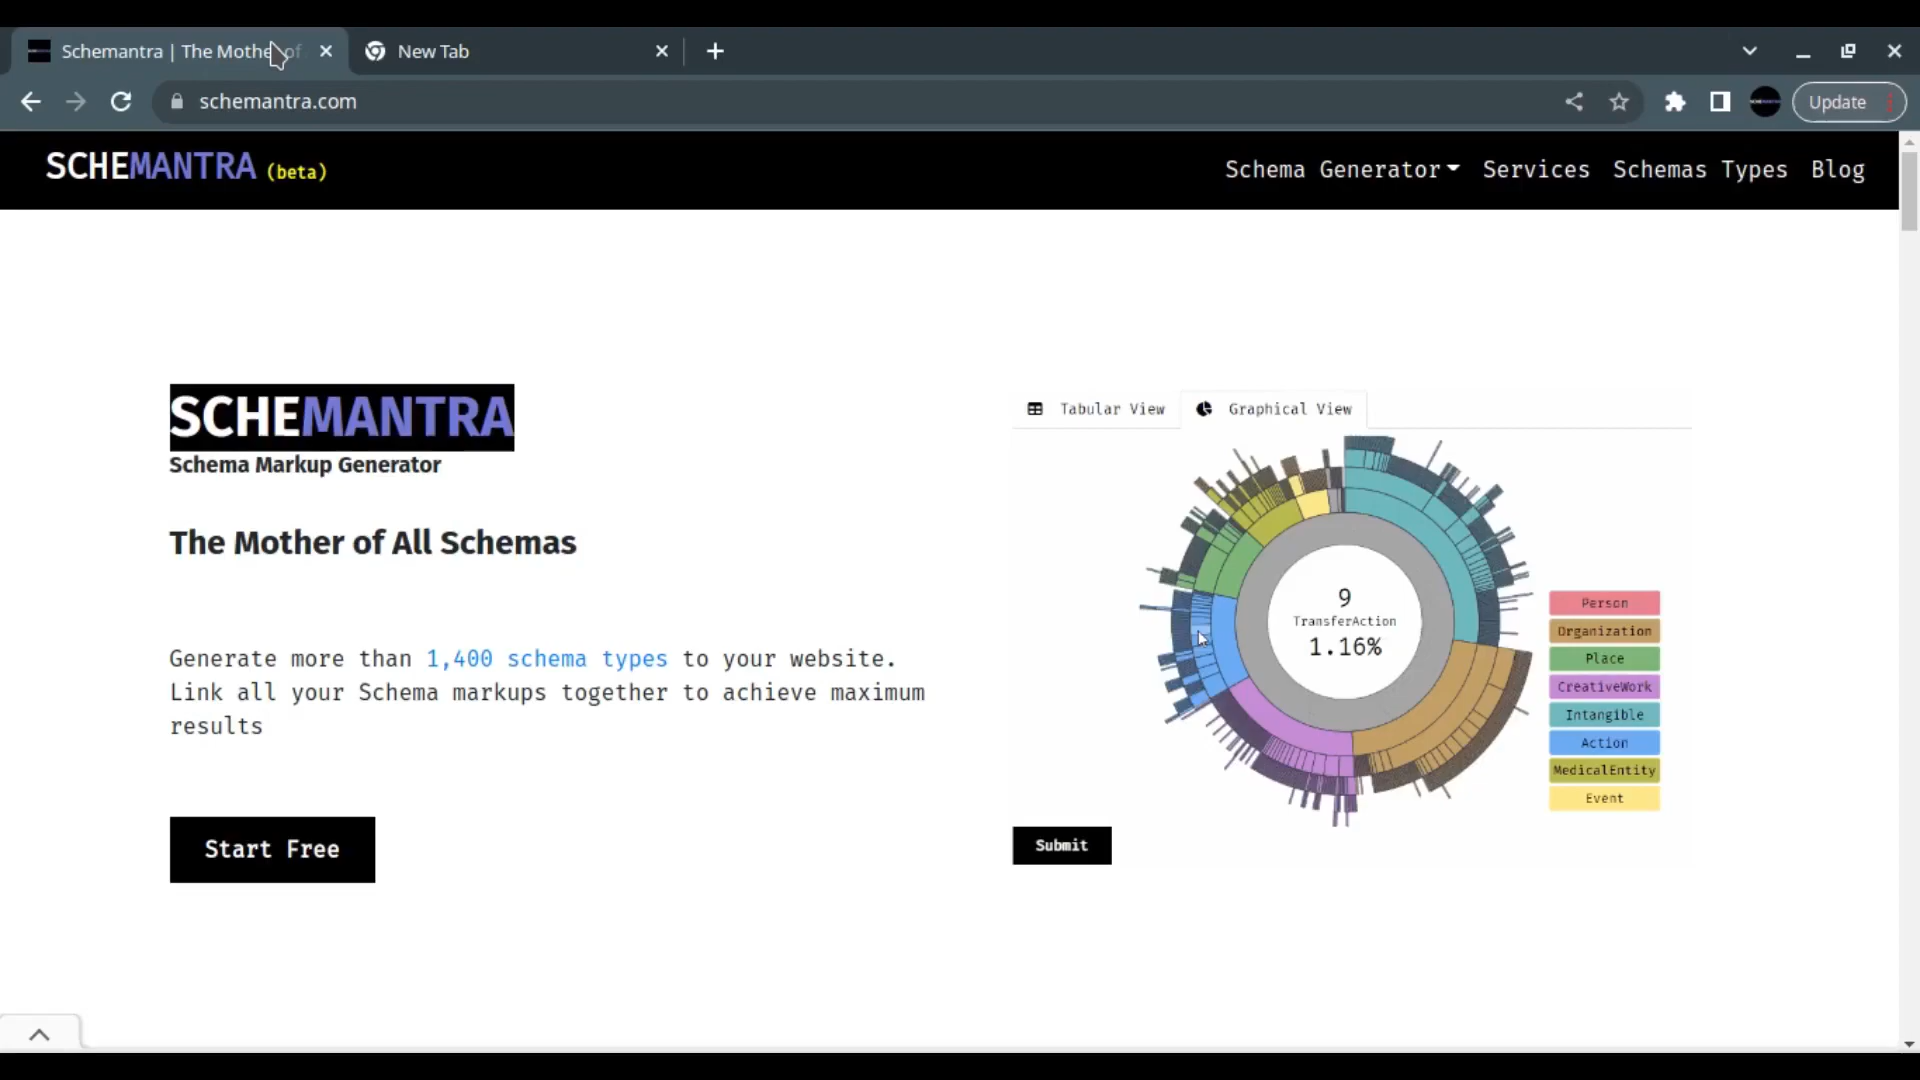 Schemantra | The Mother of
New Tab
schemantra.com
Update
SCHEMANTRA (beta)
Schema Generator
Services
Schemas Types
Blog
SCHEMANTRA
Schema Markup Generator
The Mother of All Schemas
Generate more than 1,400 schema types to your website.
Link all your Schema markups together to achieve maximum
results
Start Free
Tabular View
Graphical View
9
TransferAction
1.16%
Person
Organization
Place
CreativeWork
Intangible
Action
MedicalEntity
Event
Submit